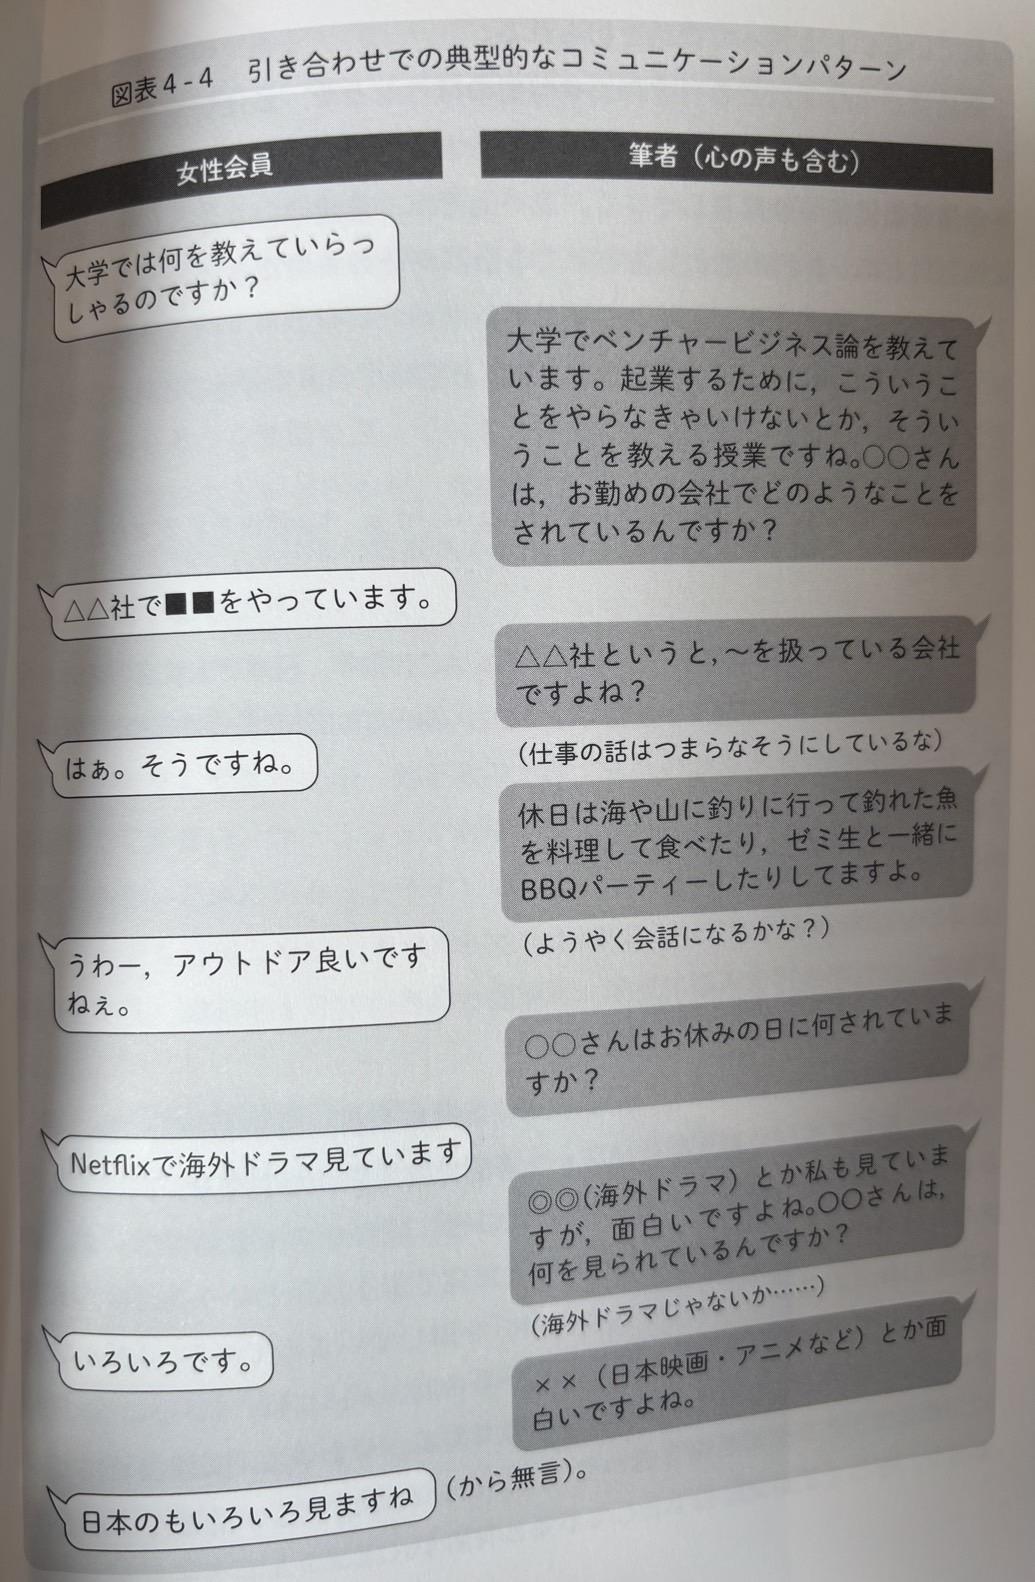 図表4-4 引き合わせでの典型的なコミュニケーションパターン
女性会員
筆者（心の声も含む）
大学では何を教えていらっ
しゃるのですか？
大学でベンチャービジネス論を教えて
います。起業するために，こういうこ
とをやらなきゃいけないとか，そうい
うことを教える授業ですね。〇〇さん
は，お勤めの会社でどのようなことを
されているんですか？
△△社で■■をやっています。
△△社というと，～を扱っている会社
ですよね？
はぁ。そうですね。
（仕事の話はつまらなそうにしているな）
休日は海や山に釣りに行って釣れた魚
を料理して食べたり，ゼミ生と一緒に
BBQパーティーしたりしてますよ。
うわー，アウトドア良いです
ねぇ。
（ようやく会話になるかな？）
〇〇さんはお休みの日に何されていま
すか？
Netflixで海外ドラマ見ています
◎◎（海外ドラマ）とか私も見ていま
すが，面白いですよね。〇〇さんは，
何を見られているんですか？
いろいろです。
（海外ドラマじゃないか……）
××（日本映画・アニメなど）とか面
白いですよね。
日本のもいろいろ見ますね（から無言）。